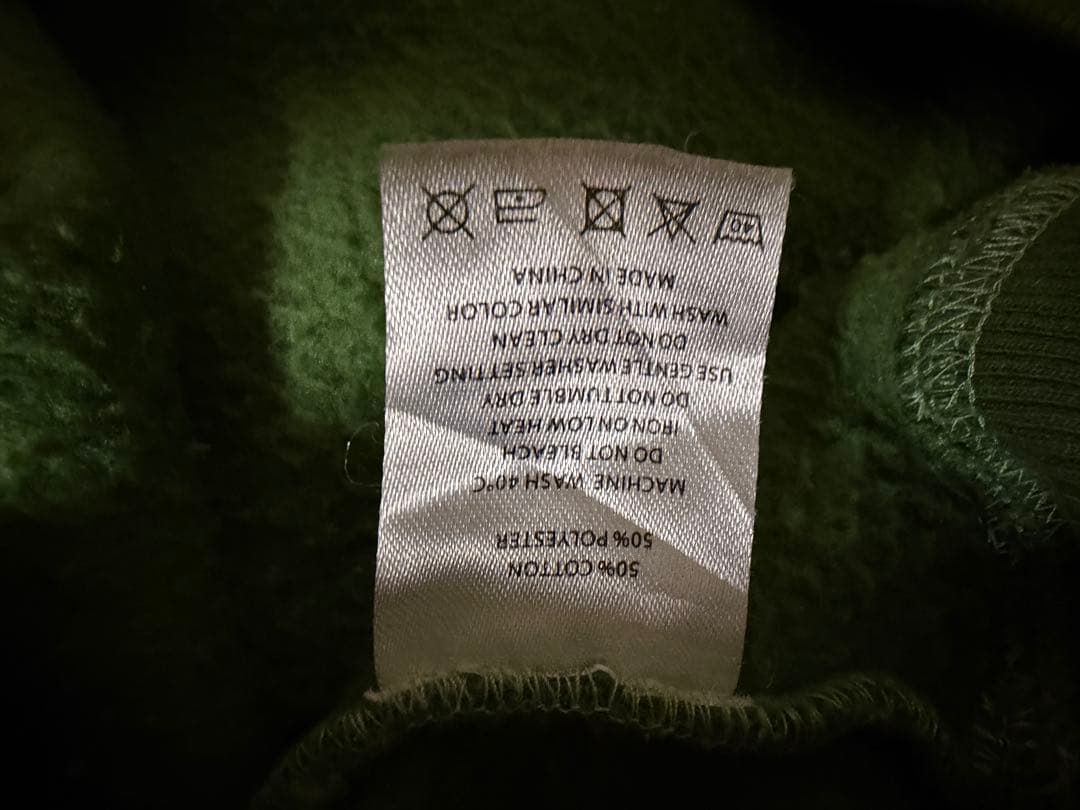 50% COTTON
50% POLYESTER
MACHINE WASH 40°C
DO NOT BLEACH
IRON ON LOW HEAT
DO NOT TUMBLE DRY
USE GENTLE WASHER SETTING
DO NOT DRY CLEAN
WASH WITH SIMILAR COLOR
MADE IN CHINA
40